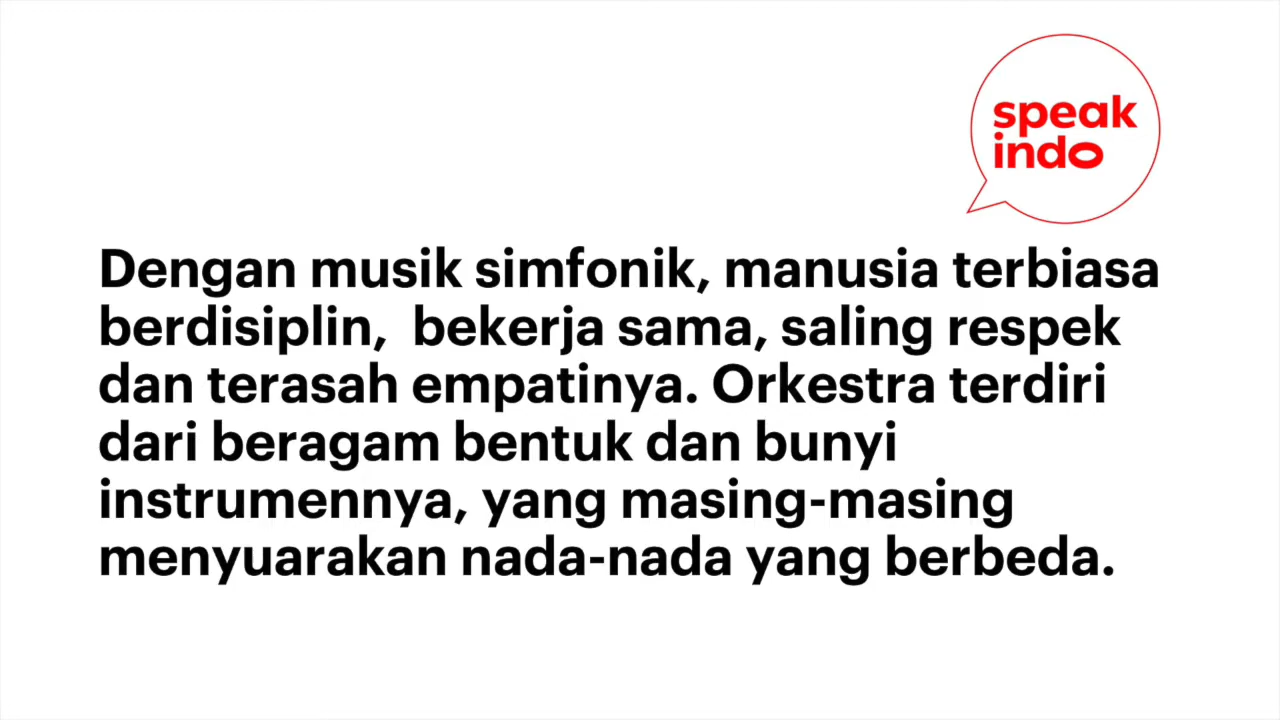 speak
indo
Dengan musik simfonik, manusia terbiasa
berdisiplin,  bekerja sama, saling respek
dan terasah empatinya. Orkestra terdiri
dari beragam bentuk dan bunyi
instrumennya, yang masing-masing
menyuarakan nada-nada yang berbeda.